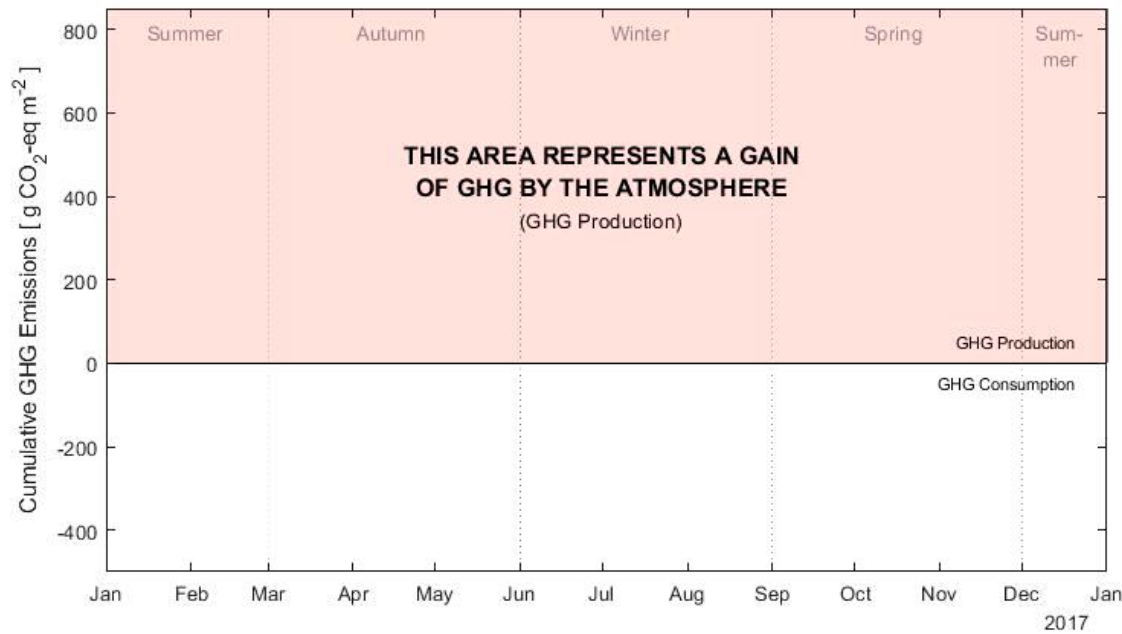 800
Summer
Autumn
Winter
Spring
Sum-
mer
600
THIS AREA REPRESENTS A GAIN
OF GHG BY THE ATMOSPHERE
400
(GHG Production)
200
GHG Production
0
GHG Consumption
-200
-400
Cumulative GHG Emissions [ g CO₂-eq m⁻² ]
Jan Feb Mar Apr May Jun Jul Aug Sep Oct Nov Dec Jan
2017